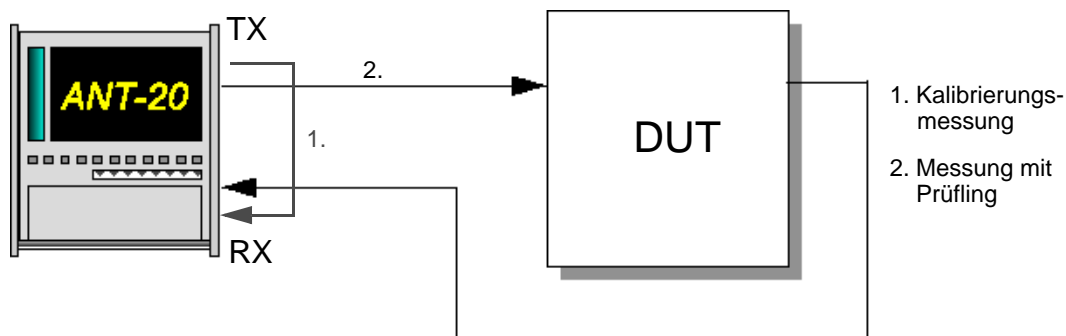 TX
ANT-20
2.
1.
DUT
RX
1. Kalibrierungs-
messung
2. Messung mit
Prüfling